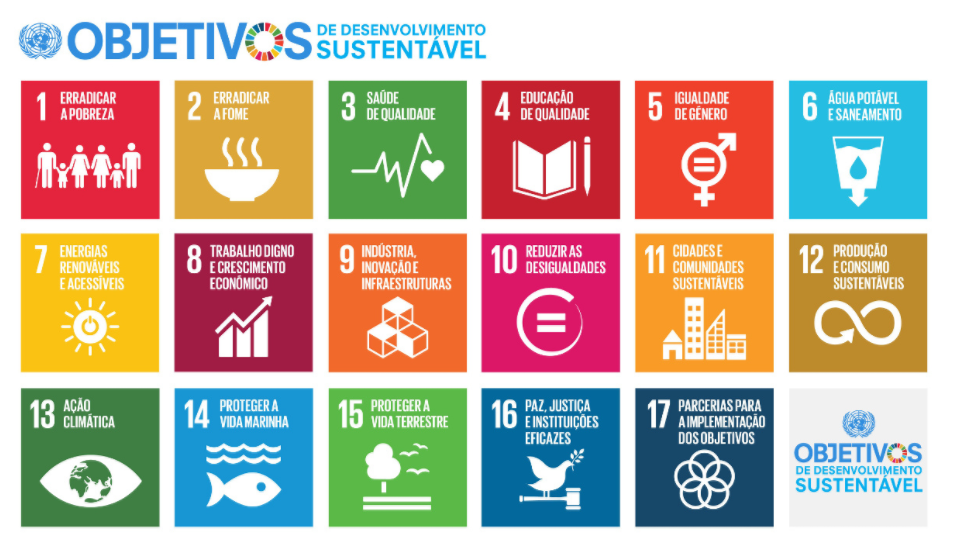 OBJETIVOS
DE DESENVOLVIMENTO
SUSTENTÁVEL
1
ERRADICAR
A POBREZA
2
ERRADICAR
A FOME
3
SAÚDE
DE QUALIDADE
4
EDUCAÇÃO
DE QUALIDADE
5
IGUALDADE
DE GÉNERO
6
ÁGUA POTÁVEL
E SANEAMENTO
7
ENERGIAS
RENOVÁVEIS
E ACESSÍVEIS
8
TRABALHO DIGNO
E CRESCIMENTO
ECONÓMICO
9
INDÚSTRIA,
INOVAÇÃO E
INFRAESTRUTURAS
10
REDUZIR AS
DESIGUALDADES
11
CIDADES E
COMUNIDADES
SUSTENTÁVEIS
12
PRODUÇÃO
E CONSUMO
SUSTENTÁVEIS
13
AÇÃO
CLIMÁTICA
14
PROTEGER A
VIDA MARINHA
15
PROTEGER A
VIDA TERRESTRE
16
PAZ, JUSTIÇA
E INSTITUIÇÕES
EFICAZES
17
PARCERIAS PARA
A IMPLEMENTAÇÃO
DOS OBJETIVOS
OBJETIVOS
DE DESENVOLVIMENTO
SUSTENTÁVEL